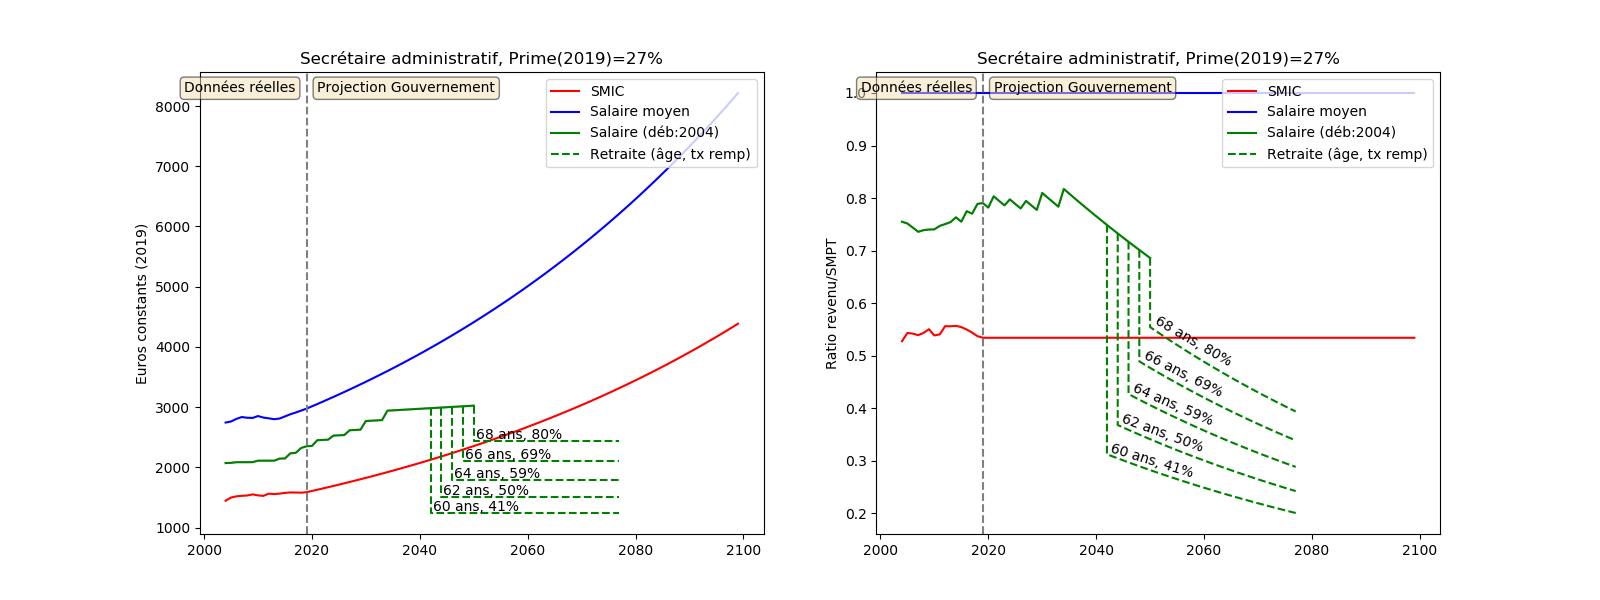 Secrétaire administratif, Prime(2019)=27%
Données réelles
Projection Gouvernement
SMIC
Salaire moyen
Salaire (déb:2004)
Retraite (âge, tx remp)
Euros constants (2019)
8000
7000
6000
5000
4000
3000
2000
1000
68 ans, 80%
66 ans, 69%
64 ans, 59%
62 ans, 50%
60 ans, 41%
2000 2020 2040 2060 2080 2100
Secrétaire administratif, Prime(2019)=27%
Données réelles
Projection Gouvernement
SMIC
Salaire moyen
Salaire (déb:2004)
Retraite (âge, tx remp)
Ratio revenu/SMPT
1.0
0.9
0.8
0.7
0.6
0.5
0.4
0.3
0.2
68 ans, 80%
66 ans, 69%
64 ans, 59%
62 ans, 50%
60 ans, 41%
2000 2020 2040 2060 2080 2100